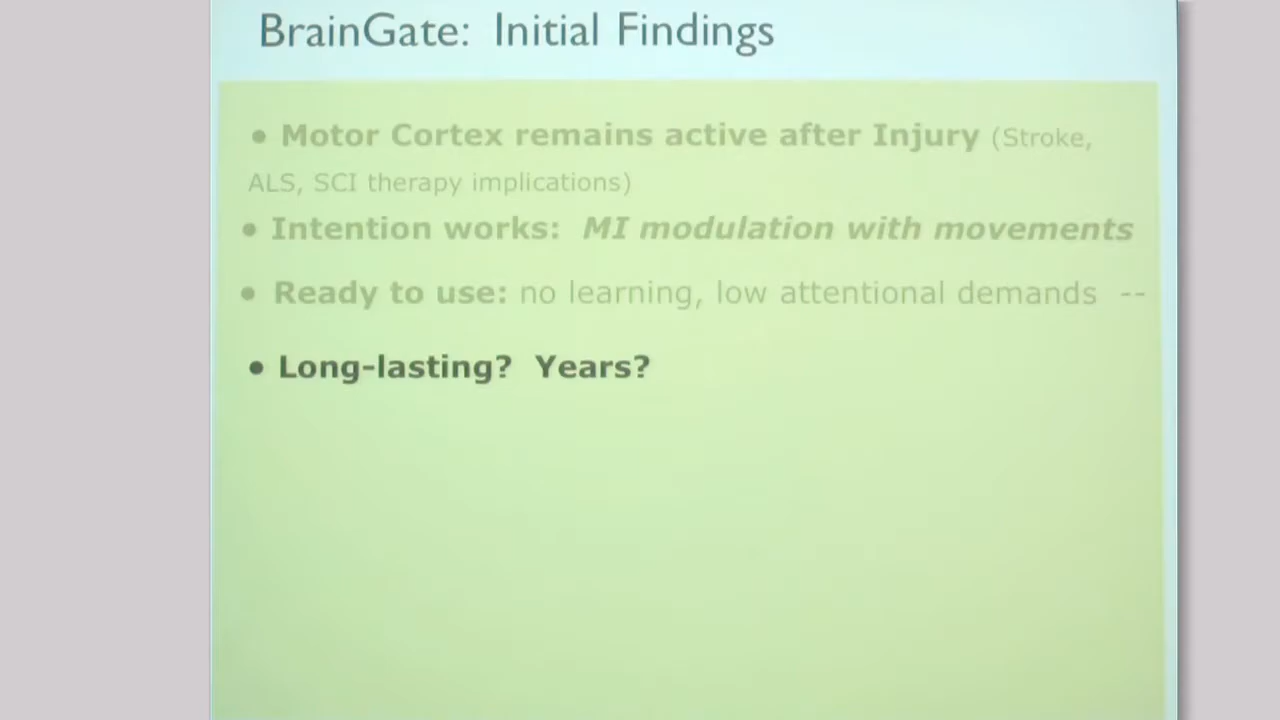 BrainGate: Initial Findings
• Motor Cortex remains active after Injury (Stroke,
ALS, SCI therapy implications)
• Intention works: MI modulation with movements
• Ready to use: no learning, low attentional demands --
• Long-lasting? Years?